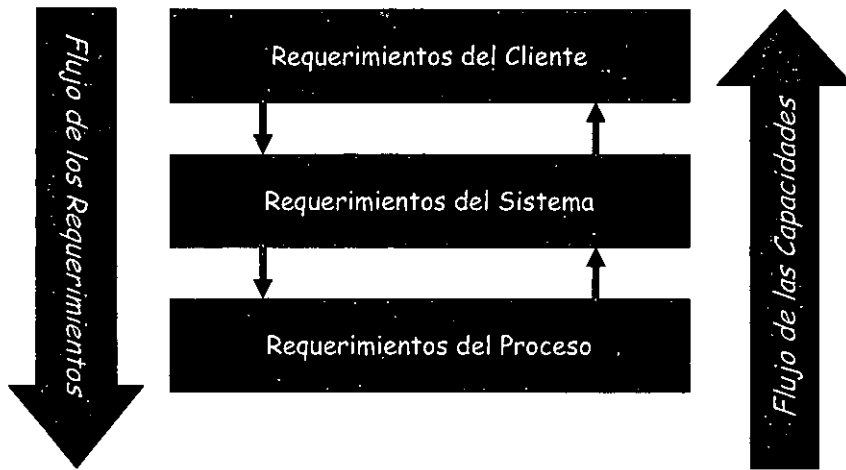 Flujo de los Requerimientos
Requerimientos del Cliente
Requerimientos del Sistema
Requerimientos del Proceso
Flujo de las Capacidades